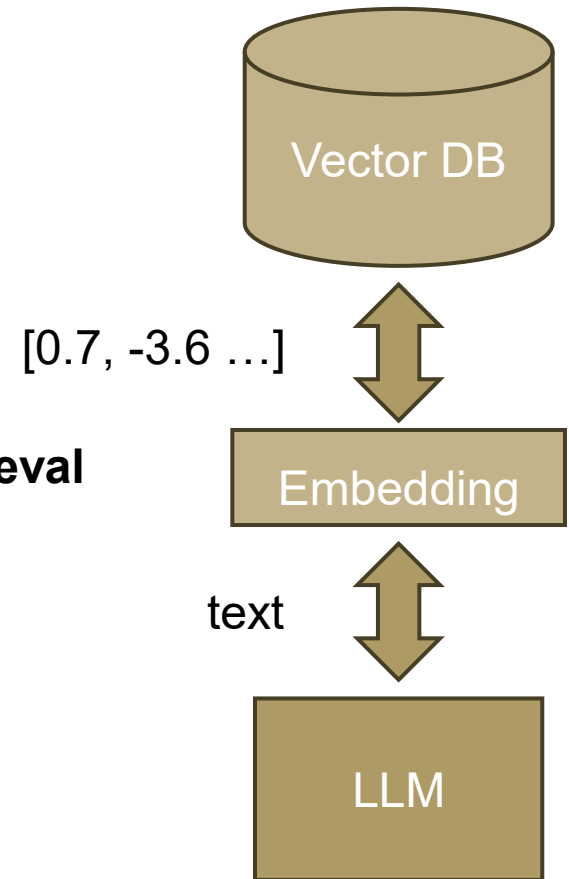 Vector DB
[0.7, -3.6 …]
eval
Embedding
text
LLM